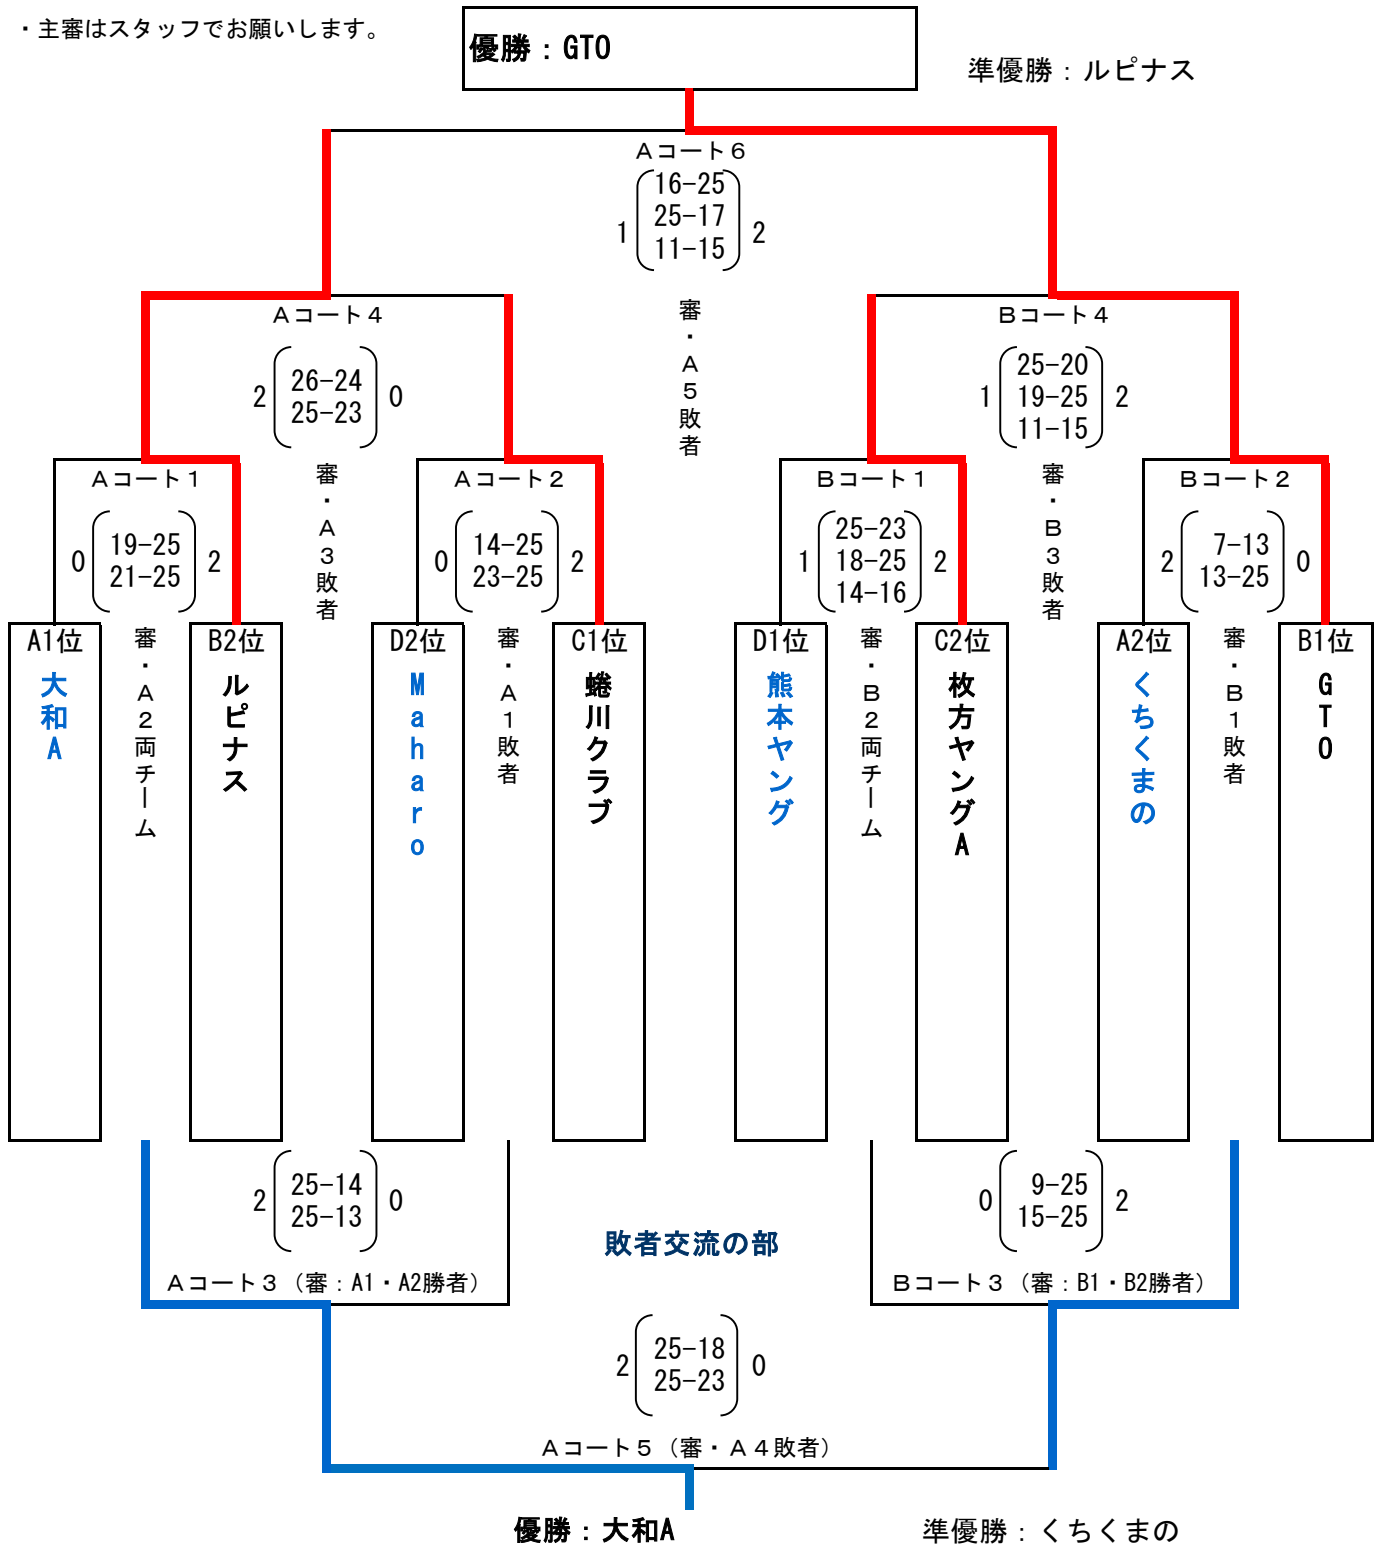 ・主審はスタッフでお願いします。
優勝：GTO
準優勝：ルピナス
Aコート6
16-25
1 25-17 2
11-15
審・A5敗者
Aコート4
2 26-24 0
25-23
審・A3敗者
Bコート4
25-20
1 19-25 2
11-15
審・B3敗者
Aコート1
0 19-25 2
21-25
審・A2両チーム
Aコート2
0 14-25 2
23-25
審・A1敗者
Bコート1
25-23
1 18-25 2
14-16
審・B2両チーム
Bコート2
2 7-13 0
13-25
審・B1敗者
A1位
大和A
B2位
ルピナス
D2位
Maharo
C1位
蜷川クラブ
D1位
熊本ヤング
C2位
枚方ヤングA
A2位
くちくまの
B1位
GTO
2 25-14 0
25-13
Aコート3（審：A1・A2勝者）
0 9-25 2
15-25
Bコート3（審：B1・B2勝者）
敗者交流の部
2 25-18 0
25-23
Aコート5（審・A4敗者）
優勝：大和A
準優勝：くちくまの